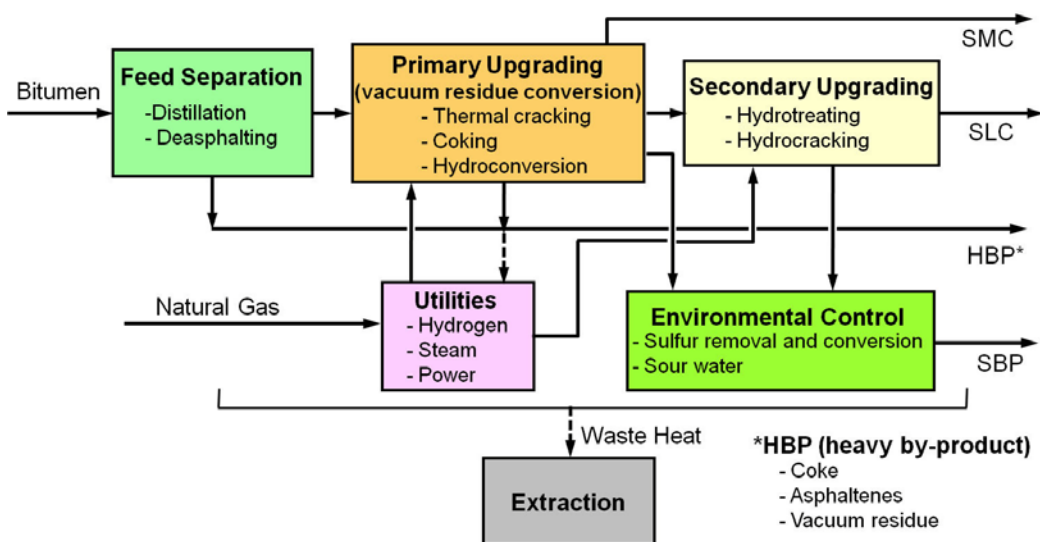 SMC
Bitumen
Feed Separation
-Distillation
- Deasphalting
Primary Upgrading
(vacuum residue conversion)
- Thermal cracking
- Coking
- Hydroconversion
Secondary Upgrading
- Hydrotreating
- Hydrocracking
SLC
HBP*
Natural Gas
Utilities
- Hydrogen
- Steam
- Power
Environmental Control
- Sulfur removal and conversion
- Sour water
SBP
Waste Heat
Extraction
*HBP (heavy by-product)
- Coke
- Asphaltenes
- Vacuum residue